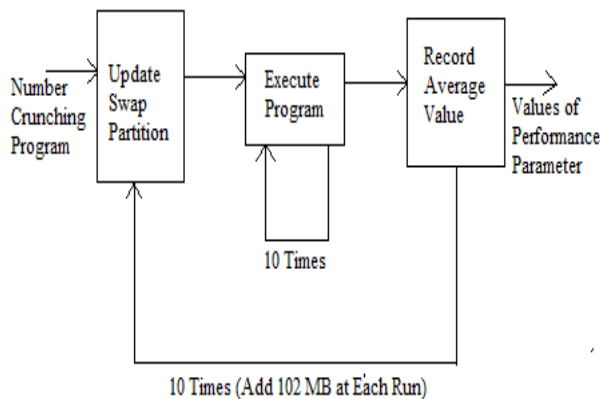 Number
Crunching
Program
Update
Swap
Partition
Execute
Program
Record
Average
Value
Values of
Performance
Parameter
10 Times
10 Times (Add 102 MB at Each Run)